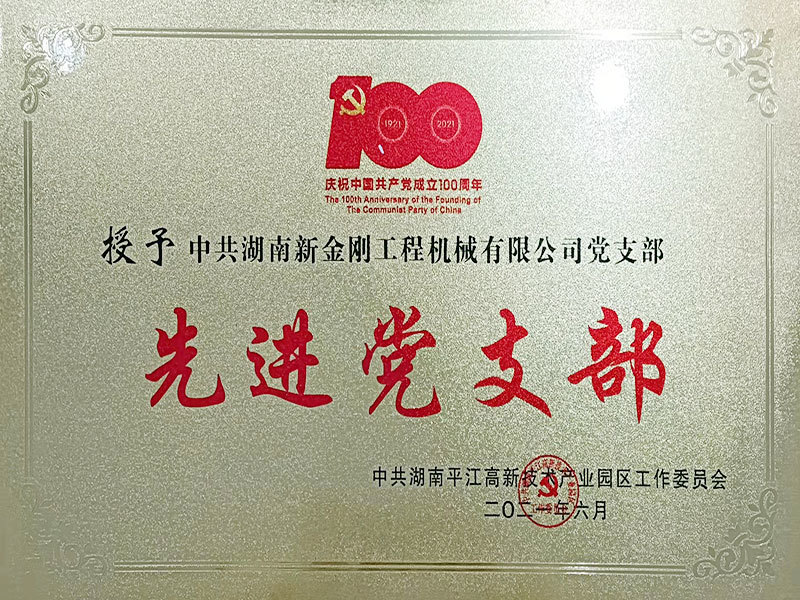 100
1921 2021
庆祝中国共产党成立100周年
The 100th Anniversary of the Founding of
The Communist Party of China
授予 中共湖南新金刚工程机械有限公司党支部
先进党支部
中共湖南平江高新技术产业园区工作委员会
二〇二一年六月